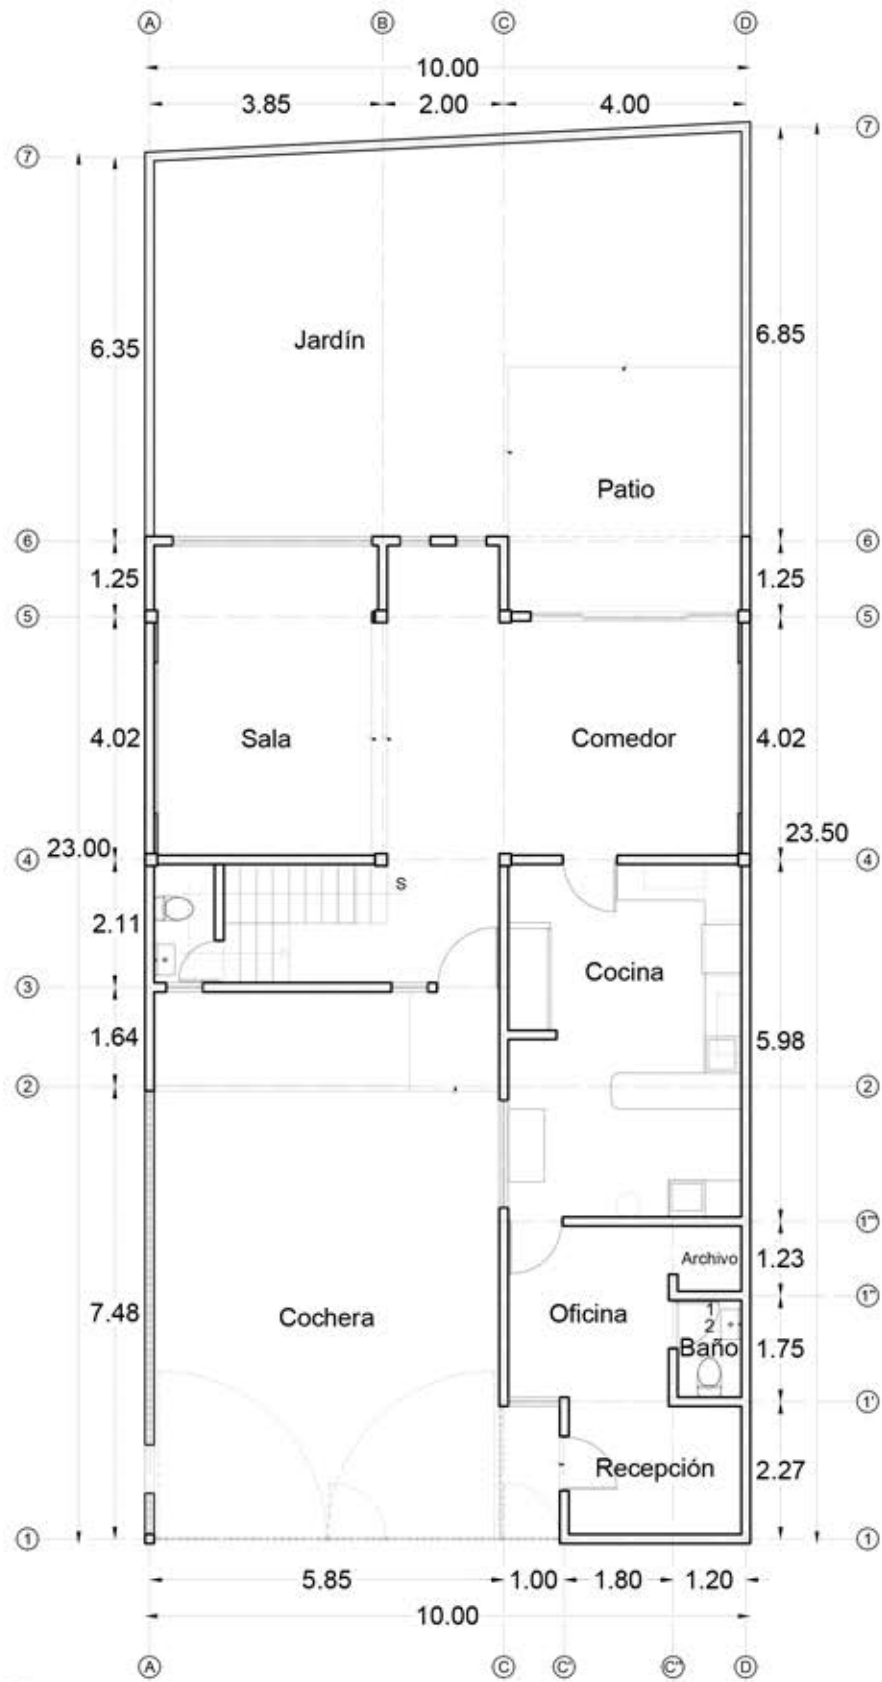 A B C D
10.00
3.85 2.00 4.00
7
7
6.35
6.85
Jardín
Patio
6
6
1.25
1.25
5
5
4.02
Sala
Comedor
4.02
23.00
23.50
4
4
S
2.11
Cocina
3
1.64
5.98
2
2
1'''
Archivo
1.23
1''
7.48
Cochera
Oficina
1
2
Baño
1.75
1'
Recepción
2.27
1
1
5.85 1.00 1.80 1.20
10.00
A C C' C'' D